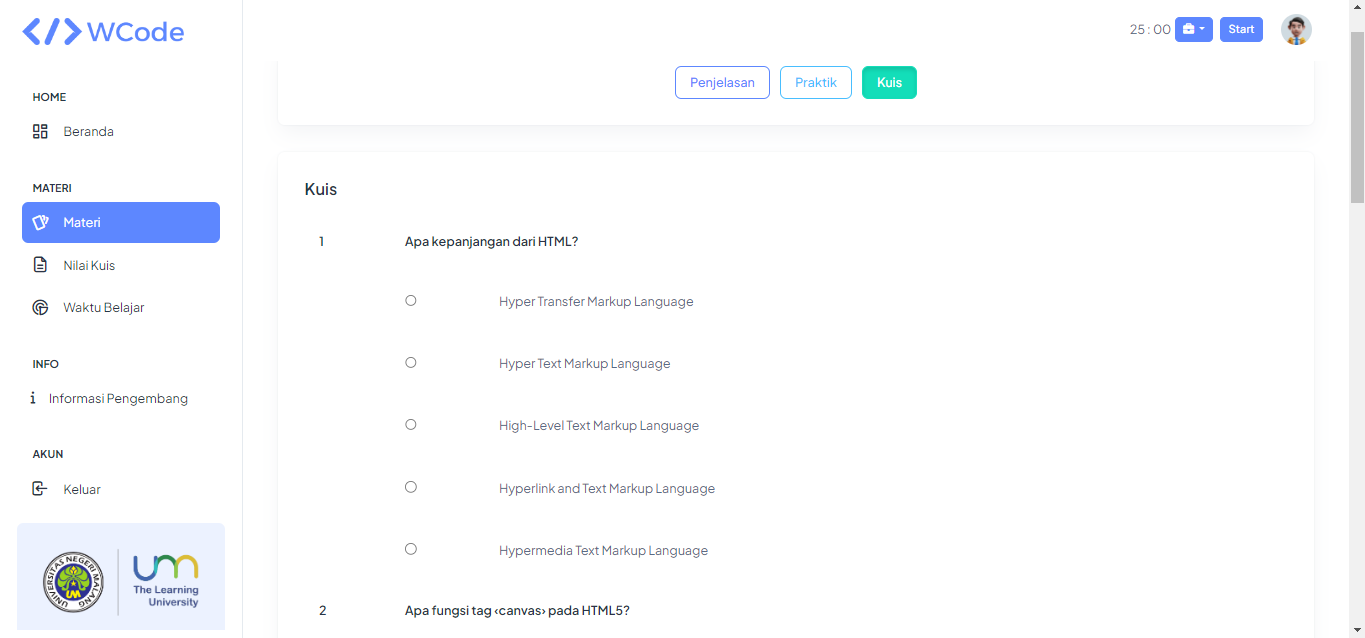 </> WCode
25 : 00
Start
HOME
Beranda
MATERI
Materi
Nilai Kuis
Waktu Belajar
INFO
i Informasi Pengembang
AKUN
Keluar
UNIVERSITAS NEGERI MALANG
um
The Learning
University
Penjelasan
Praktik
Kuis
Kuis
1 Apa kepanjangan dari HTML?
Hyper Transfer Markup Language
Hyper Text Markup Language
High-Level Text Markup Language
Hyperlink and Text Markup Language
Hypermedia Text Markup Language
2 Apa fungsi tag ‹canvas› pada HTML5?